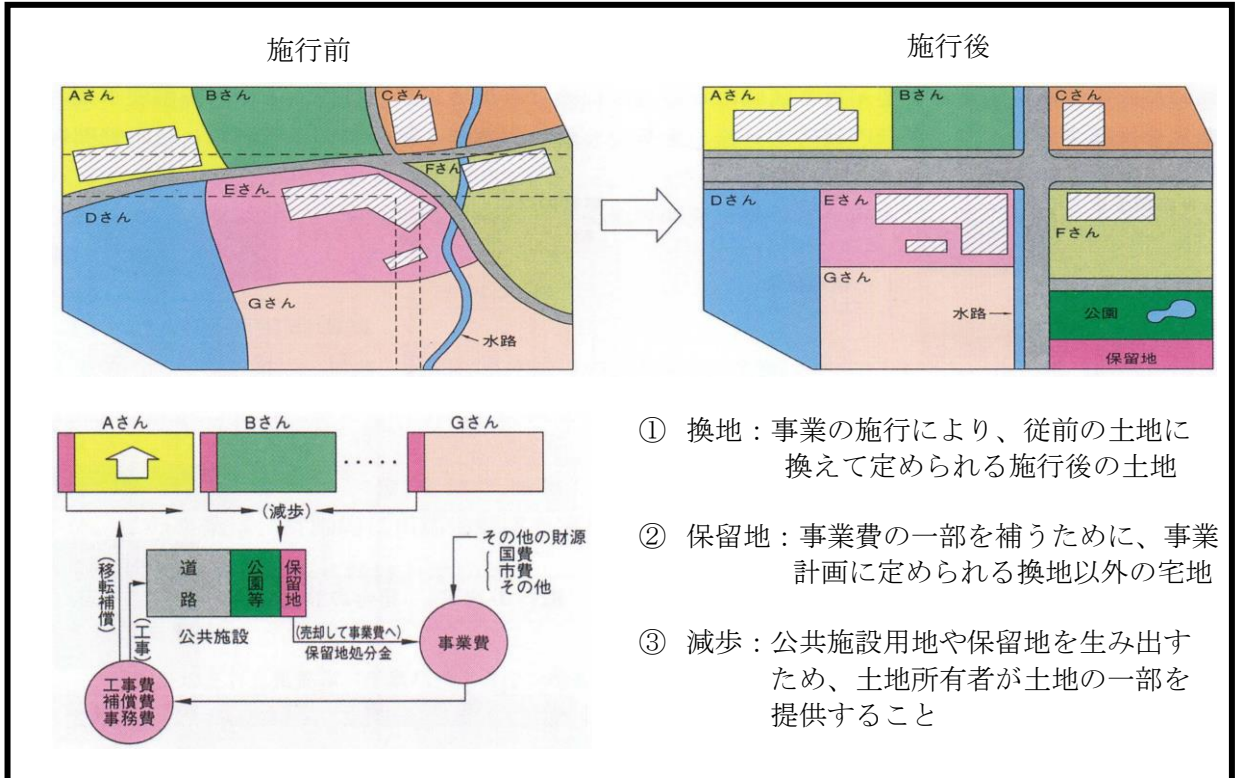 施行前
Aさん
Bさん
Cさん
Fさん
Eさん
Dさん
Gさん
水路
施行後
Aさん
Bさん
Cさん
Dさん
Eさん
Fさん
Gさん
水路
公園
保留地
Aさん
Bさん
Gさん
‥‥‥
(減歩)
(移転補償)
(工事)
道路
公園等
保留地
公共施設
その他の財源
国費
市費
その他
(売却して事業費へ)
保留地処分金
事業費
工事費
補償費
事務費
① 換地：事業の施行により、従前の土地に
換えて定められる施行後の土地
② 保留地：事業費の一部を補うために、事業
計画に定められる換地以外の宅地
③ 減歩：公共施設用地や保留地を生み出す
ため、土地所有者が土地の一部を
提供すること